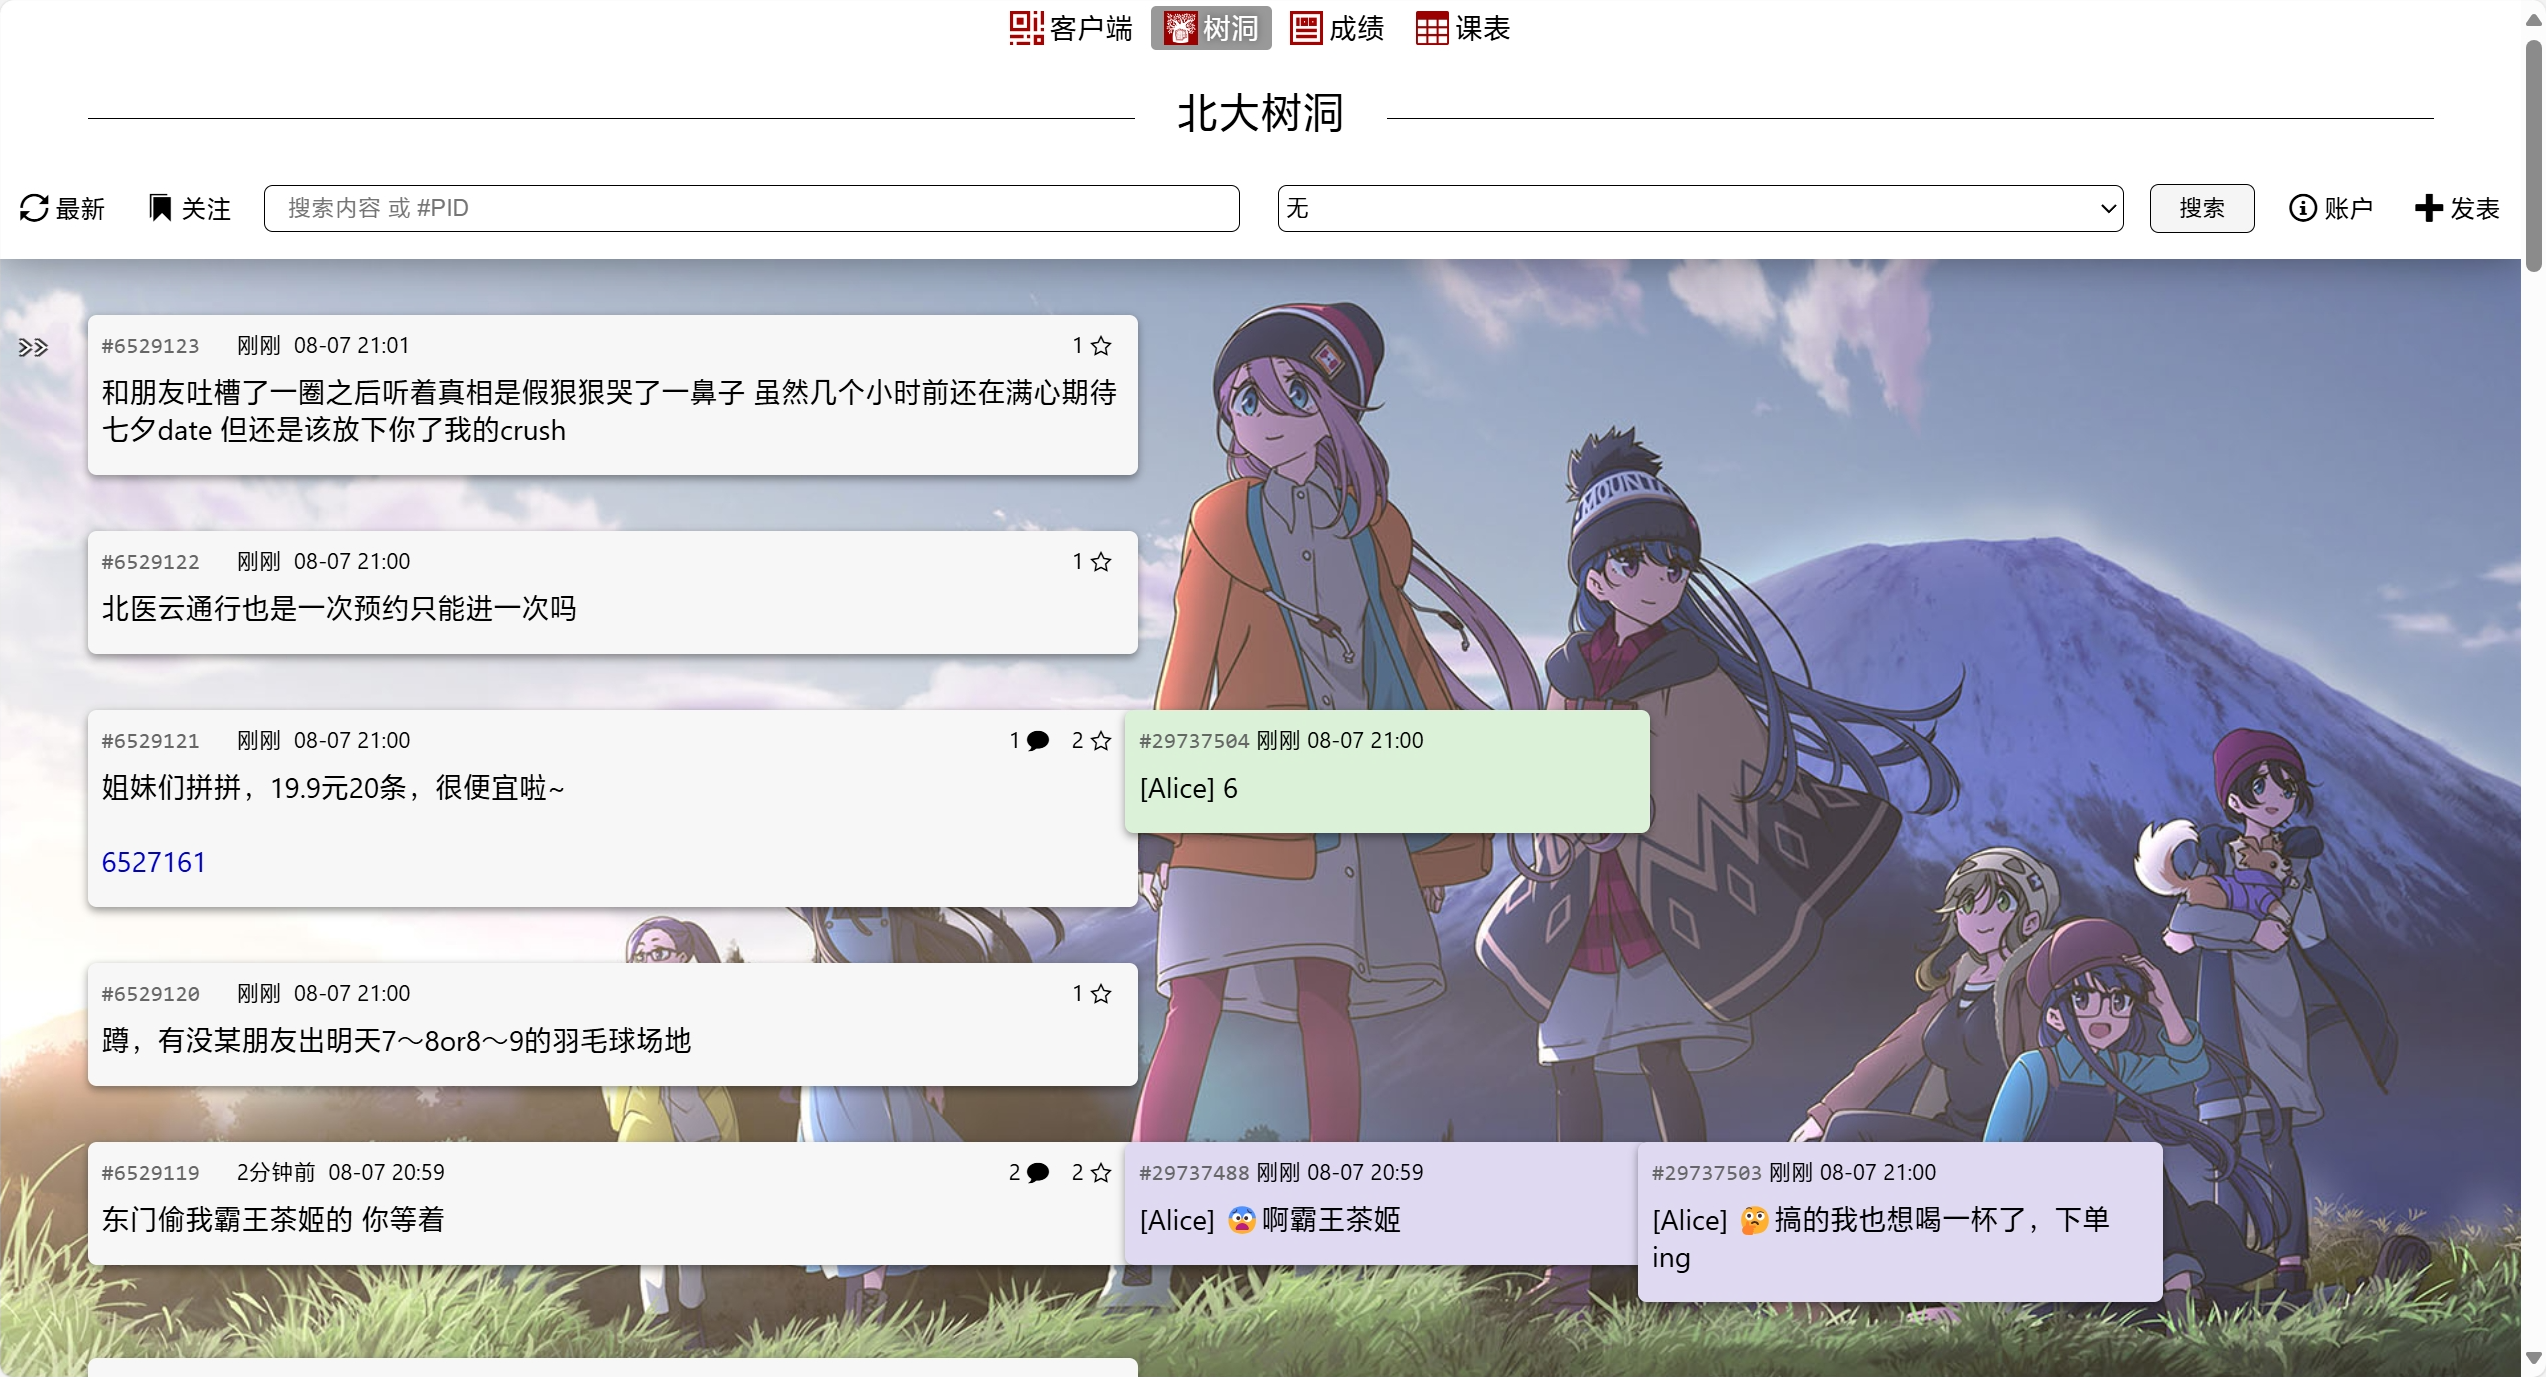 客户端 树洞 成绩 课表
北大树洞
最新 关注 搜索内容 或 #PID 无 搜索 账户 发表
#6529123 刚刚 08-07 21:01 1
和朋友吐槽了一圈之后听着真相是假狠狠哭了一鼻子 虽然几个小时前还在满心期待
七夕date 但还是该放下你了我的crush
#6529122 刚刚 08-07 21:00 1
北医云通行也是一次预约只能进一次吗
#6529121 刚刚 08-07 21:00 1 2
姐妹们拼拼，19.9元20条，很便宜啦~
6527161
#29737504 刚刚 08-07 21:00
[Alice] 6
#6529120 刚刚 08-07 21:00 1
蹲，有没某朋友出明天7～8or8～9的羽毛球场地
#6529119 2分钟前 08-07 20:59 2 2
东门偷我霸王茶姬的 你等着
#29737488 刚刚 08-07 20:59
[Alice] 😨啊霸王茶姬
#29737503 刚刚 08-07 21:00
[Alice] 🤔搞的我也想喝一杯了，下单
ing
MOUNTE